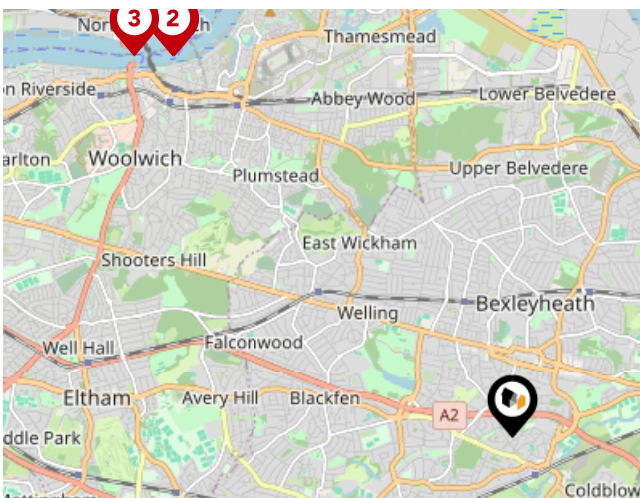 3 2
Thamesmead
Riverside
Abbey Wood
Lower Belvedere
Woolwich
Upper Belvedere
Plumstead
East Wickham
Shooters Hill
Bexleyheath
Welling
Well Hall
Falconwood
Eltham
Avery Hill
Blackfen
A2
Park
Coldblow